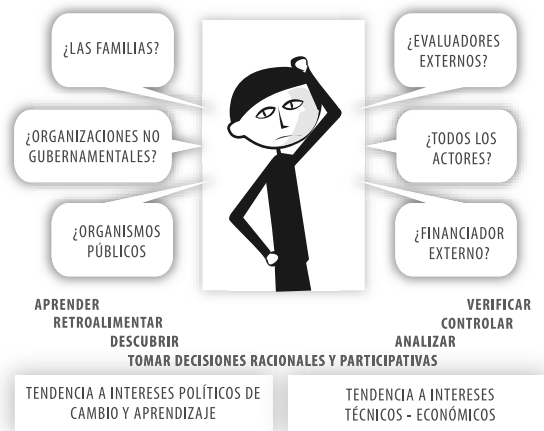 ¿LAS FAMILIAS?
¿EVALUADORES
EXTERNOS?
¿ORGANIZACIONES NO
GUBERNAMENTALES?
¿TODOS LOS
ACTORES?
¿ORGANISMOS
PÚBLICOS
¿FINANCIADOR
EXTERNO?
APRENDER
RETROALIMENTAR
DESCUBRIR
VERIFICAR
CONTROLAR
ANALIZAR
TOMAR DECISIONES RACIONALES Y PARTICIPATIVAS
TENDENCIA A INTERESES POLÍTICOS DE
CAMBIO Y APRENDIZAJE
TENDENCIA A INTERESES
TÉCNICOS - ECONÓMICOS